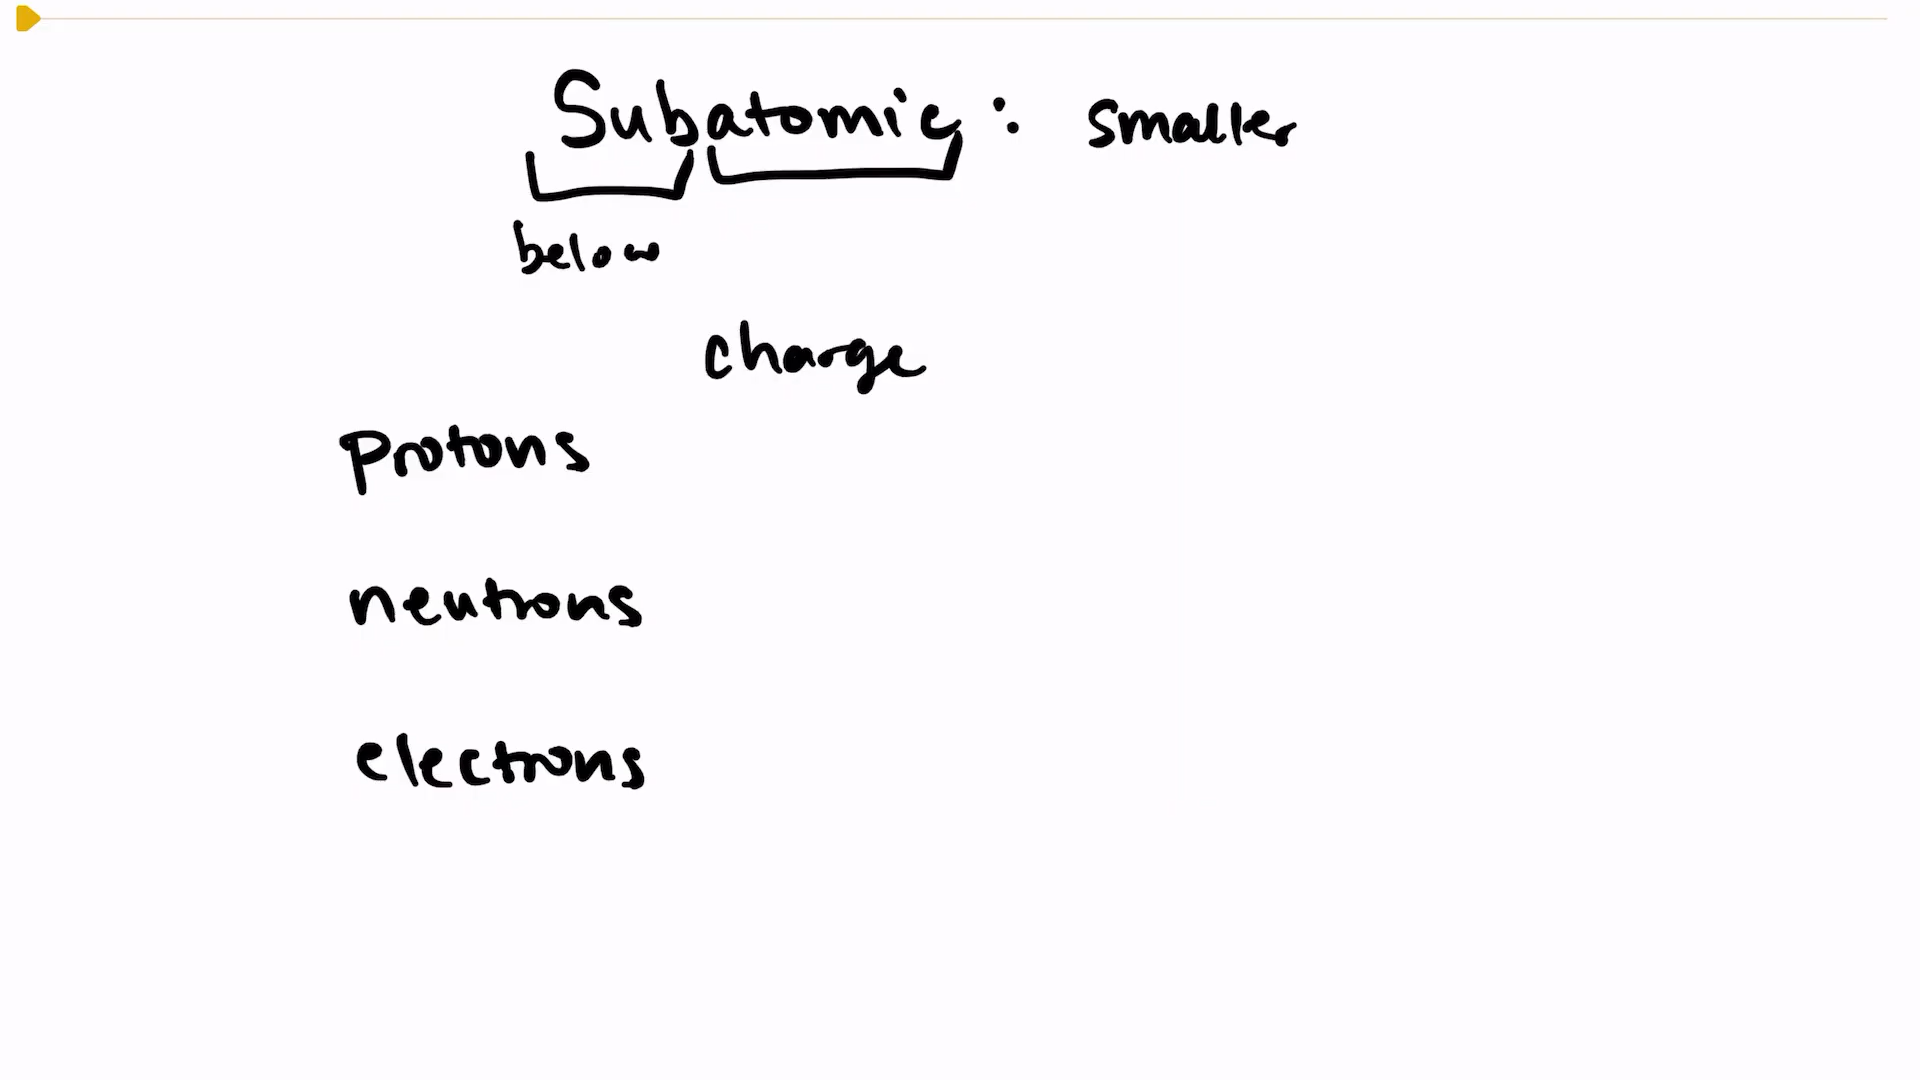 Subatomic: smaller
below
charge
Protons
neutrons
electrons